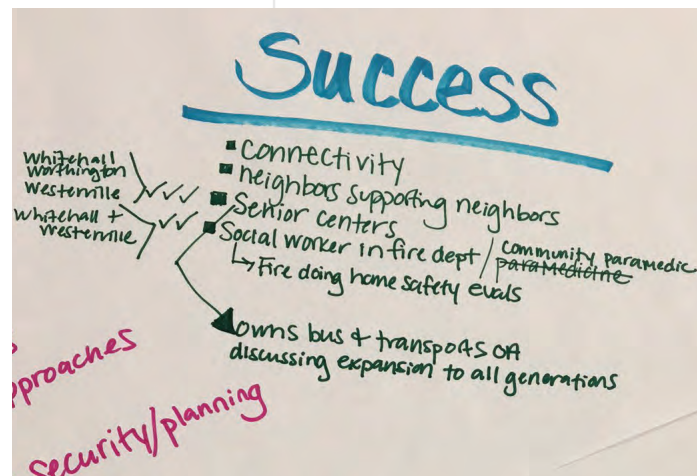 Success
▪ Connectivity
▪ neighbors supporting neighbors
whitehall
worthington
westerville ✓✓✓
▪ Senior centers
whitehall +
westerville ✓✓
▪ Social worker in fire dept / community paramedic
paramedicine
↳ Fire doing home safety evals
owns bus + transports OA
discussing expansion to all generations
pproaches
security/planning